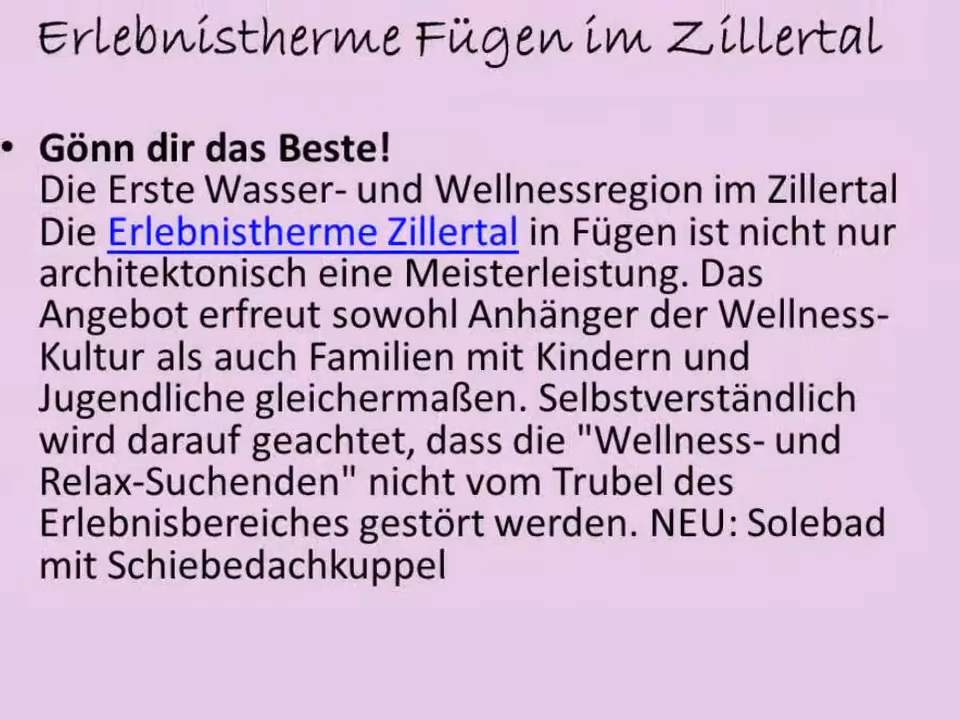 Erlebnistherme Fügen im Zillertal
• Gönn dir das Beste!
Die Erste Wasser- und Wellnessregion im Zillertal
Die Erlebnistherme Zillertal in Fügen ist nicht nur
architektonisch eine Meisterleistung. Das
Angebot erfreut sowohl Anhänger der Wellness-
Kultur als auch Familien mit Kindern und
Jugendliche gleichermaßen. Selbstverständlich
wird darauf geachtet, dass die "Wellness- und
Relax-Suchenden" nicht vom Trubel des
Erlebnisbereiches gestört werden. NEU: Solebad
mit Schiebedachkuppel